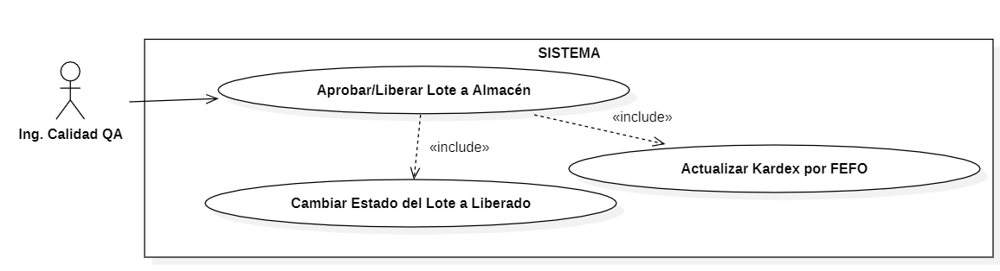 SISTEMA
Aprobar/Liberar Lote a Almacén
«include»
Ing. Calidad QA
«include»
Actualizar Kardex por FEFO
Cambiar Estado del Lote a Liberado